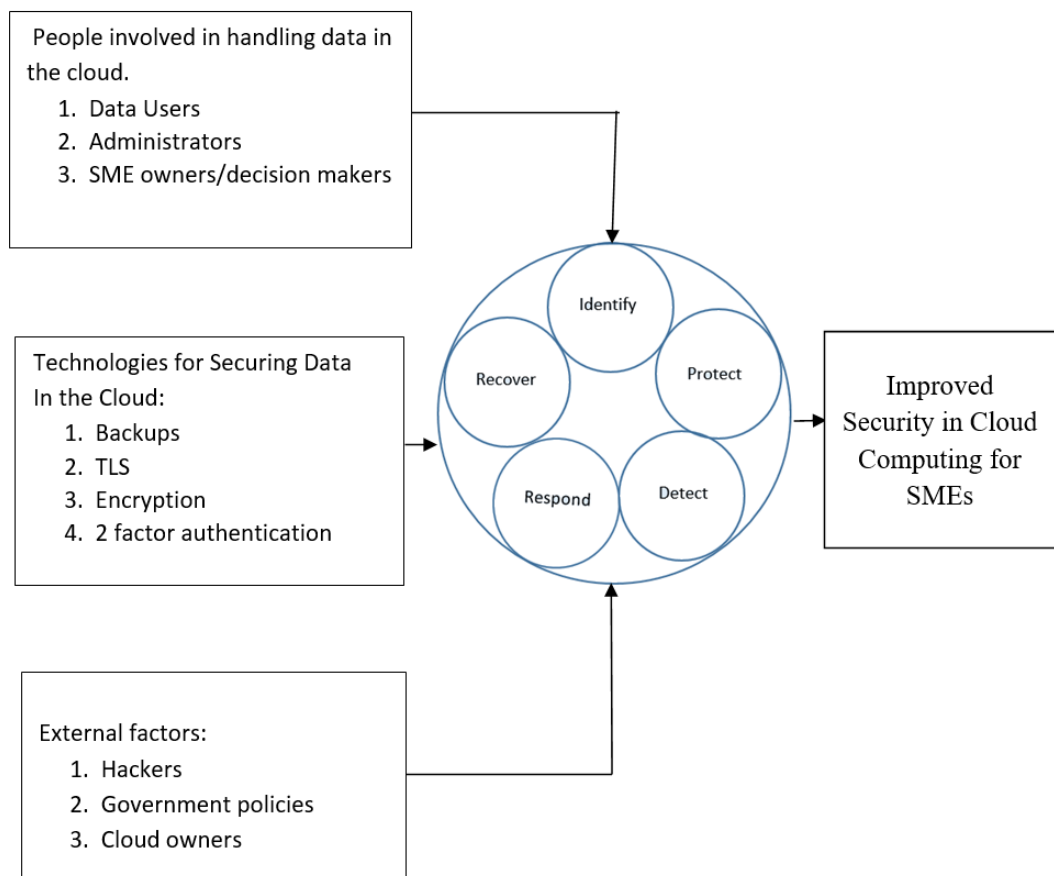 People involved in handling data in
the cloud.
1. Data Users
2. Administrators
3. SME owners/decision makers
Identify
Protect
Recover
Respond
Detect
Technologies for Securing Data
In the Cloud:
1. Backups
2. TLS
3. Encryption
4. 2 factor authentication
Improved
Security in Cloud
Computing for
SMEs
External factors:
1. Hackers
2. Government policies
3. Cloud owners